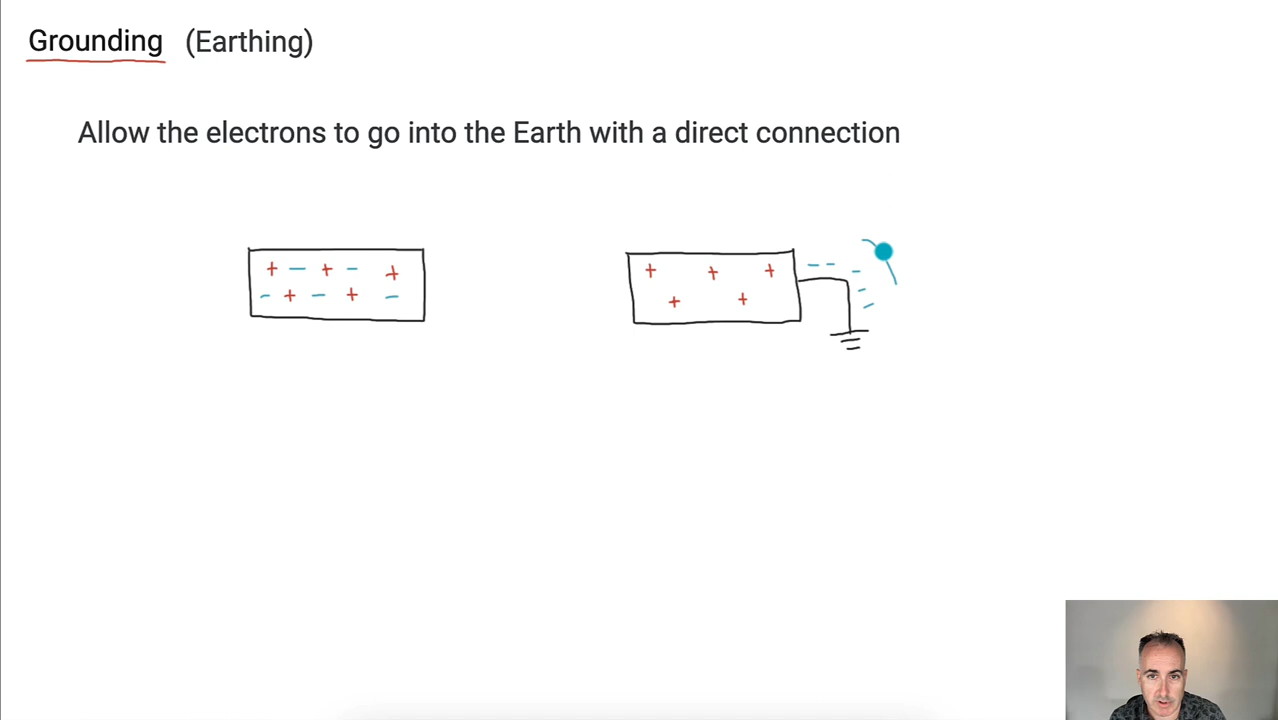 Grounding (Earthing)
Allow the electrons to go into the Earth with a direct connection
+ − + − +
− + − + −
+ + + − − −
+ + − −